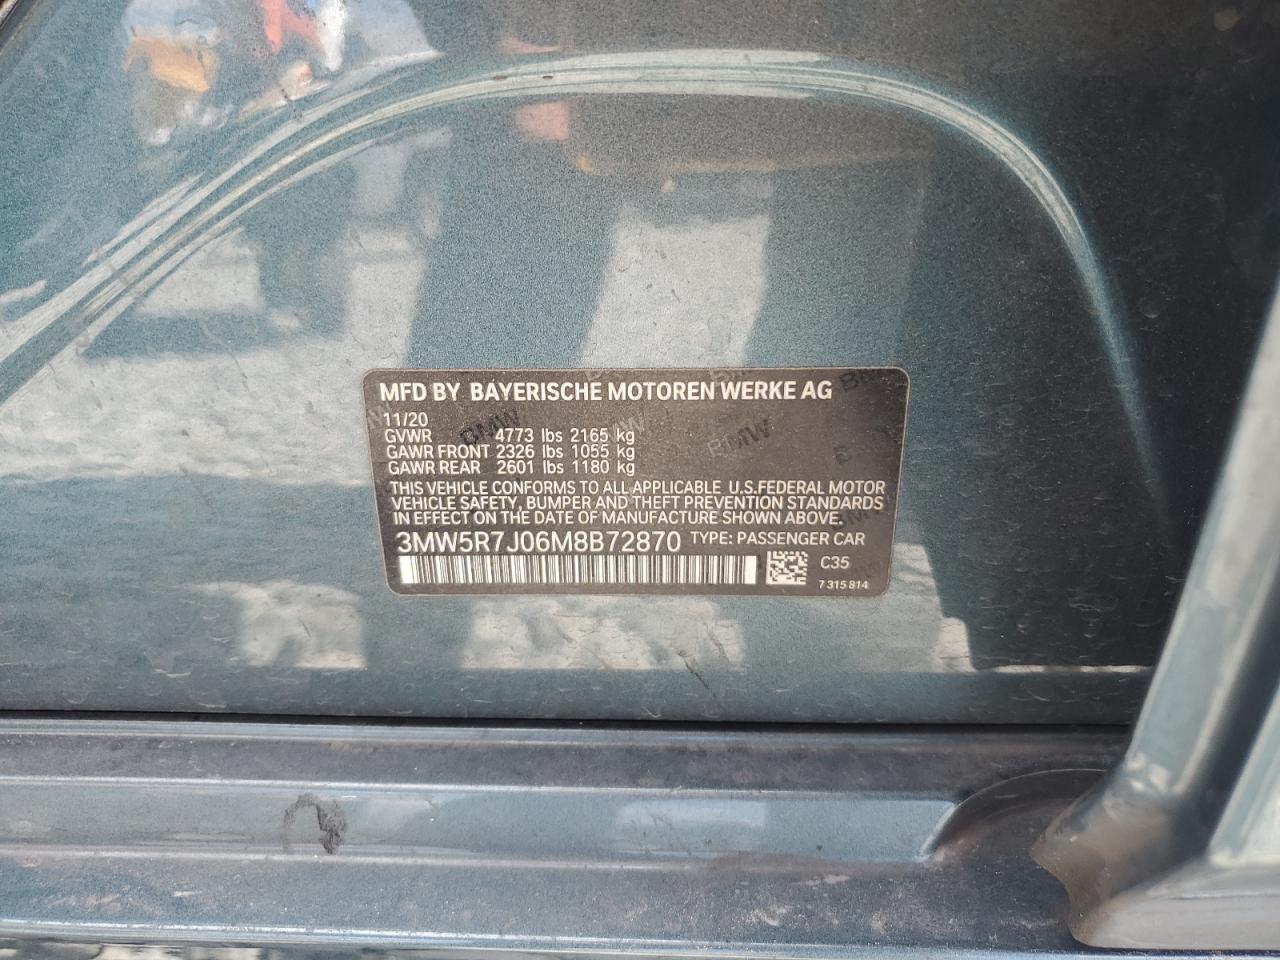 MFD BY BAYERISCHE MOTOREN WERKE AG
11/20
GVWR 4773 lbs 2165 kg
GAWR FRONT 2326 lbs 1055 kg
GAWR REAR 2601 lbs 1180 kg
THIS VEHICLE CONFORMS TO ALL APPLICABLE U.S.FEDERAL MOTOR
VEHICLE SAFETY, BUMPER AND THEFT PREVENTION STANDARDS
IN EFFECT ON THE DATE OF MANUFACTURE SHOWN ABOVE.
3MW5R7J06M8B72870 TYPE: PASSENGER CAR
C35
7 315 814